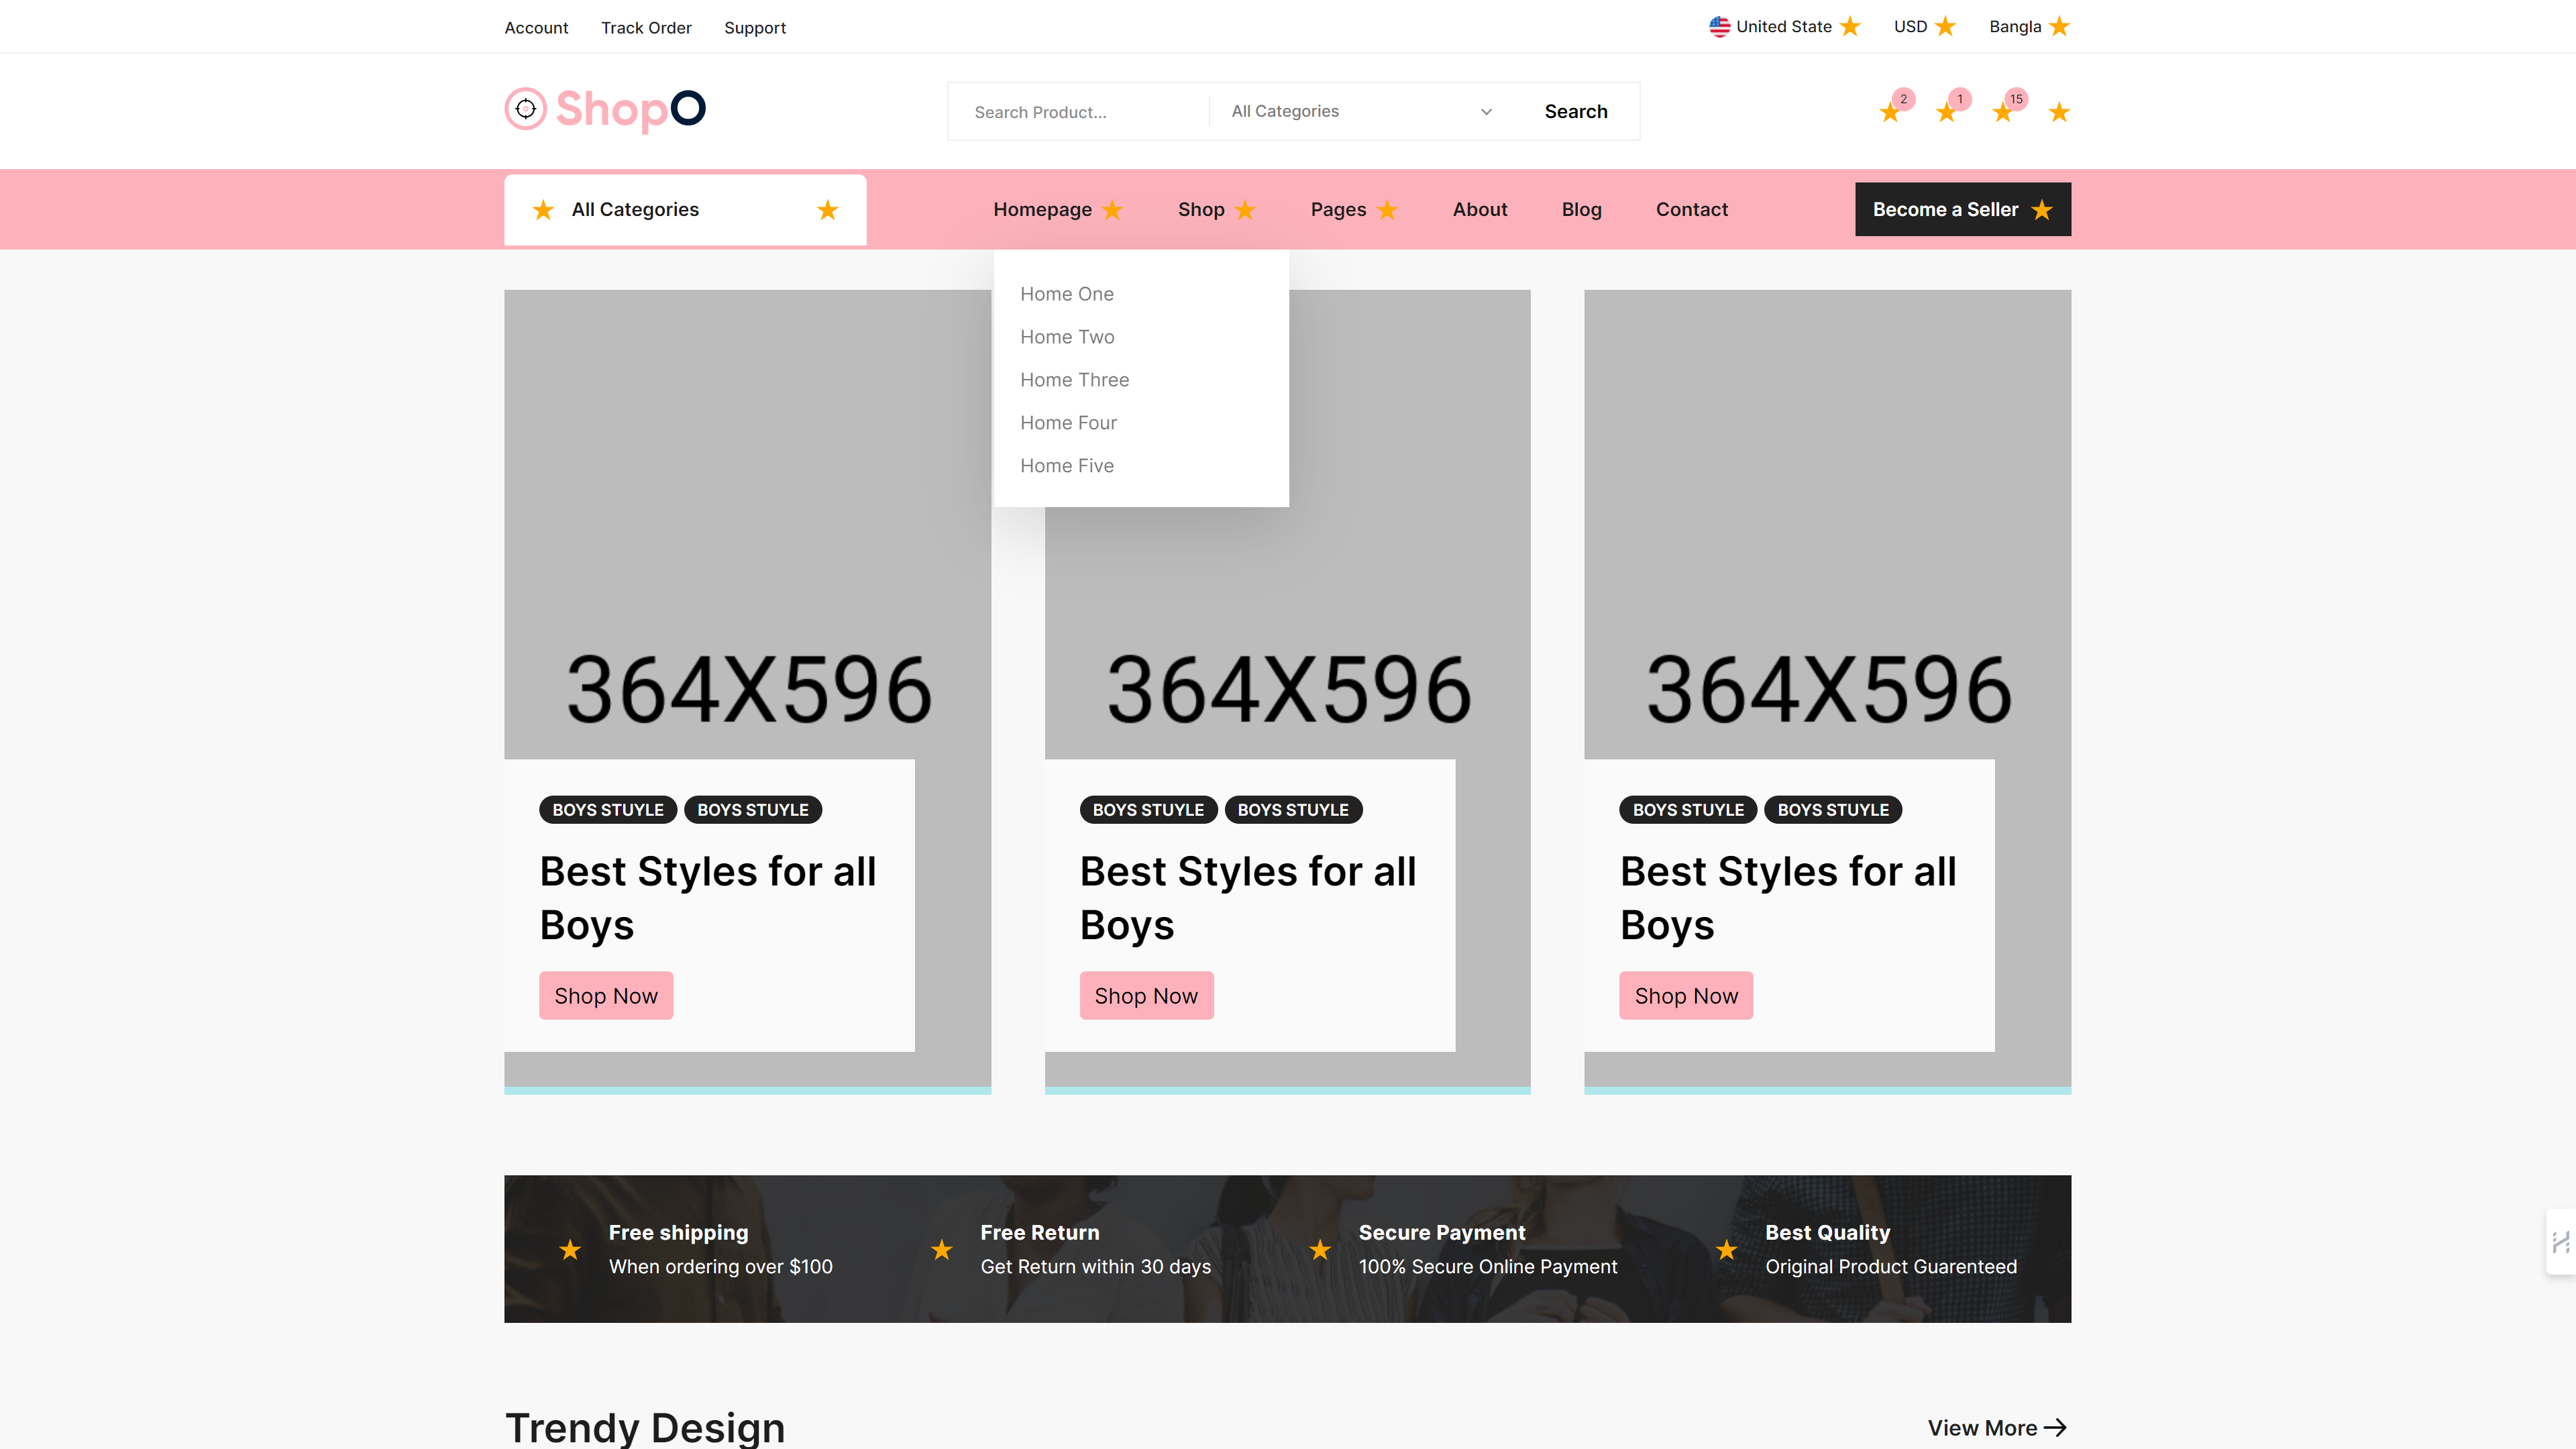 Account Track Order Support
United State USD Bangla
ShopO
Search Product... All Categories Search
2 1 15
All Categories Homepage Shop Pages About Blog Contact Become a Seller
Home One
Home Two
Home Three
Home Four
Home Five
364X596 364X596 364X596
BOYS STUYLE BOYS STUYLE BOYS STUYLE BOYS STUYLE BOYS STUYLE BOYS STUYLE
Best Styles for all Best Styles for all Best Styles for all
Boys Boys Boys
Shop Now Shop Now Shop Now
Free shipping Free Return Secure Payment Best Quality
When ordering over $100 Get Return within 30 days 100% Secure Online Payment Original Product Guarenteed
Trendy Design View More